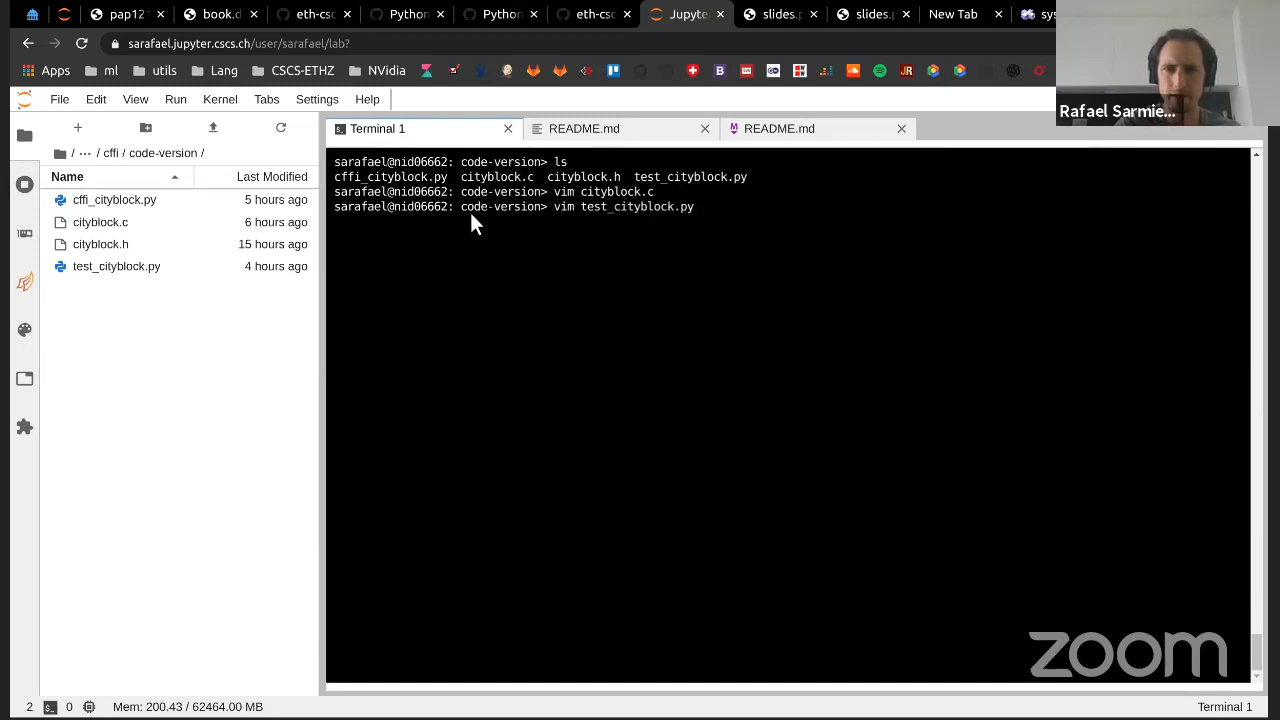 pap12
book.d
eth-csc
Python
Python
eth-csc
Jupyte
slides.p
slides.p
New Tab
sys
sarafael.jupyter.cscs.ch/user/sarafael/lab?
Apps
ml
utils
Lang
CSCS-ETHZ
NVidia
Rafael Sarmie...
File
Edit
View
Run
Kernel
Tabs
Settings
Help
Terminal 1
README.md
README.md
/ ··· / cffi / code-version /
Name
Last Modified
cffi_cityblock.py
5 hours ago
cityblock.c
6 hours ago
cityblock.h
15 hours ago
test_cityblock.py
4 hours ago
sarafael@nid06662: code-version> ls
cffi_cityblock.py  cityblock.c  cityblock.h  test_cityblock.py
sarafael@nid06662: code-version> vim cityblock.c
sarafael@nid06662: code-version> vim test_cityblock.py
zoom
2
0
Mem: 200.43 / 62464.00 MB
Terminal 1